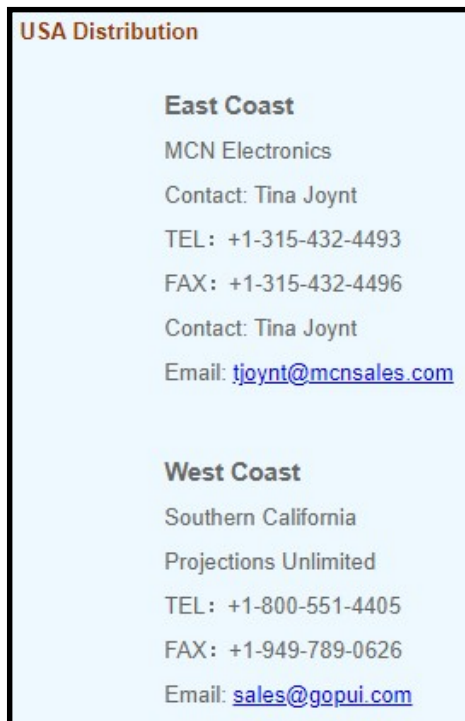 USA Distribution
East Coast
MCN Electronics
Contact: Tina Joynt
TEL：+1-315-432-4493
FAX：+1-315-432-4496
Contact: Tina Joynt
Email: tjoynt@mcnsales.com
West Coast
Southern California
Projections Unlimited
TEL：+1-800-551-4405
FAX：+1-949-789-0626
Email: sales@gopui.com